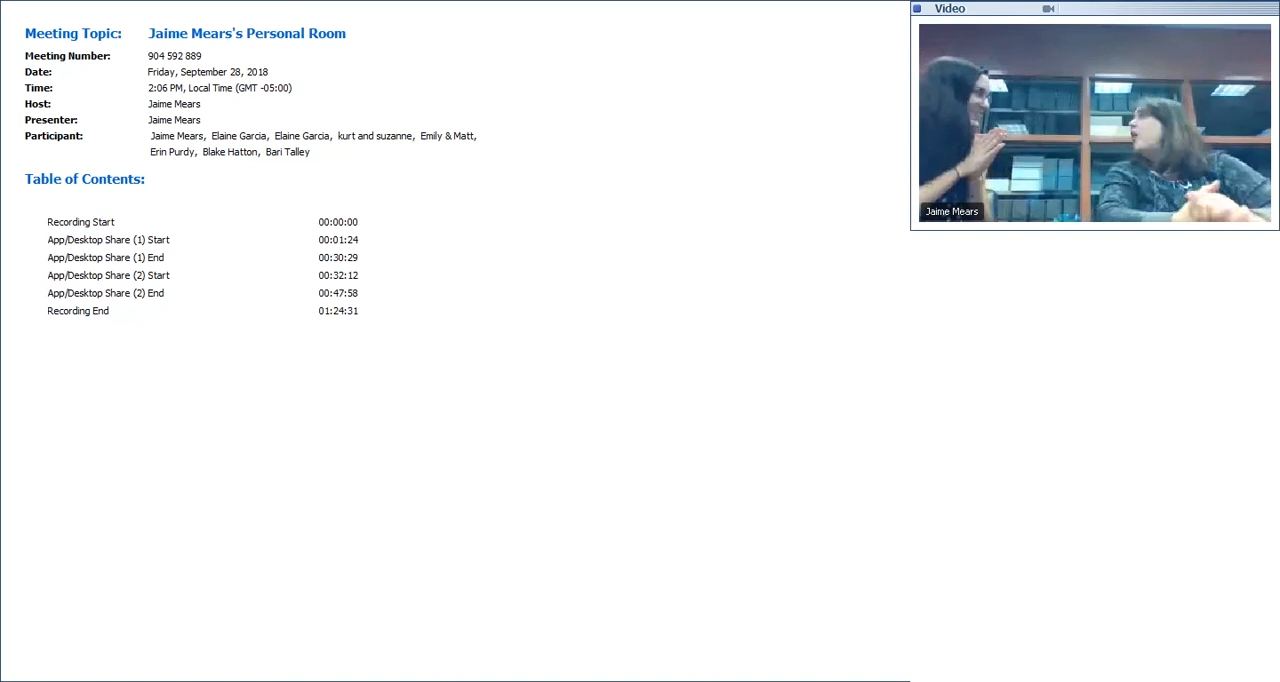 Meeting Topic: Jaime Mears's Personal Room
Meeting Number: 904 592 889
Date: Friday, September 28, 2018
Time: 2:06 PM, Local Time (GMT -05:00)
Host: Jaime Mears
Presenter: Jaime Mears
Participant: Jaime Mears, Elaine Garcia, Elaine Garcia, kurt and suzanne, Emily & Matt,
Erin Purdy, Blake Hatton, Bari Talley
Table of Contents:
Recording Start 00:00:00
App/Desktop Share (1) Start 00:01:24
App/Desktop Share (1) End 00:30:29
App/Desktop Share (2) Start 00:32:12
App/Desktop Share (2) End 00:47:58
Recording End 01:24:31
Video
Jaime Mears